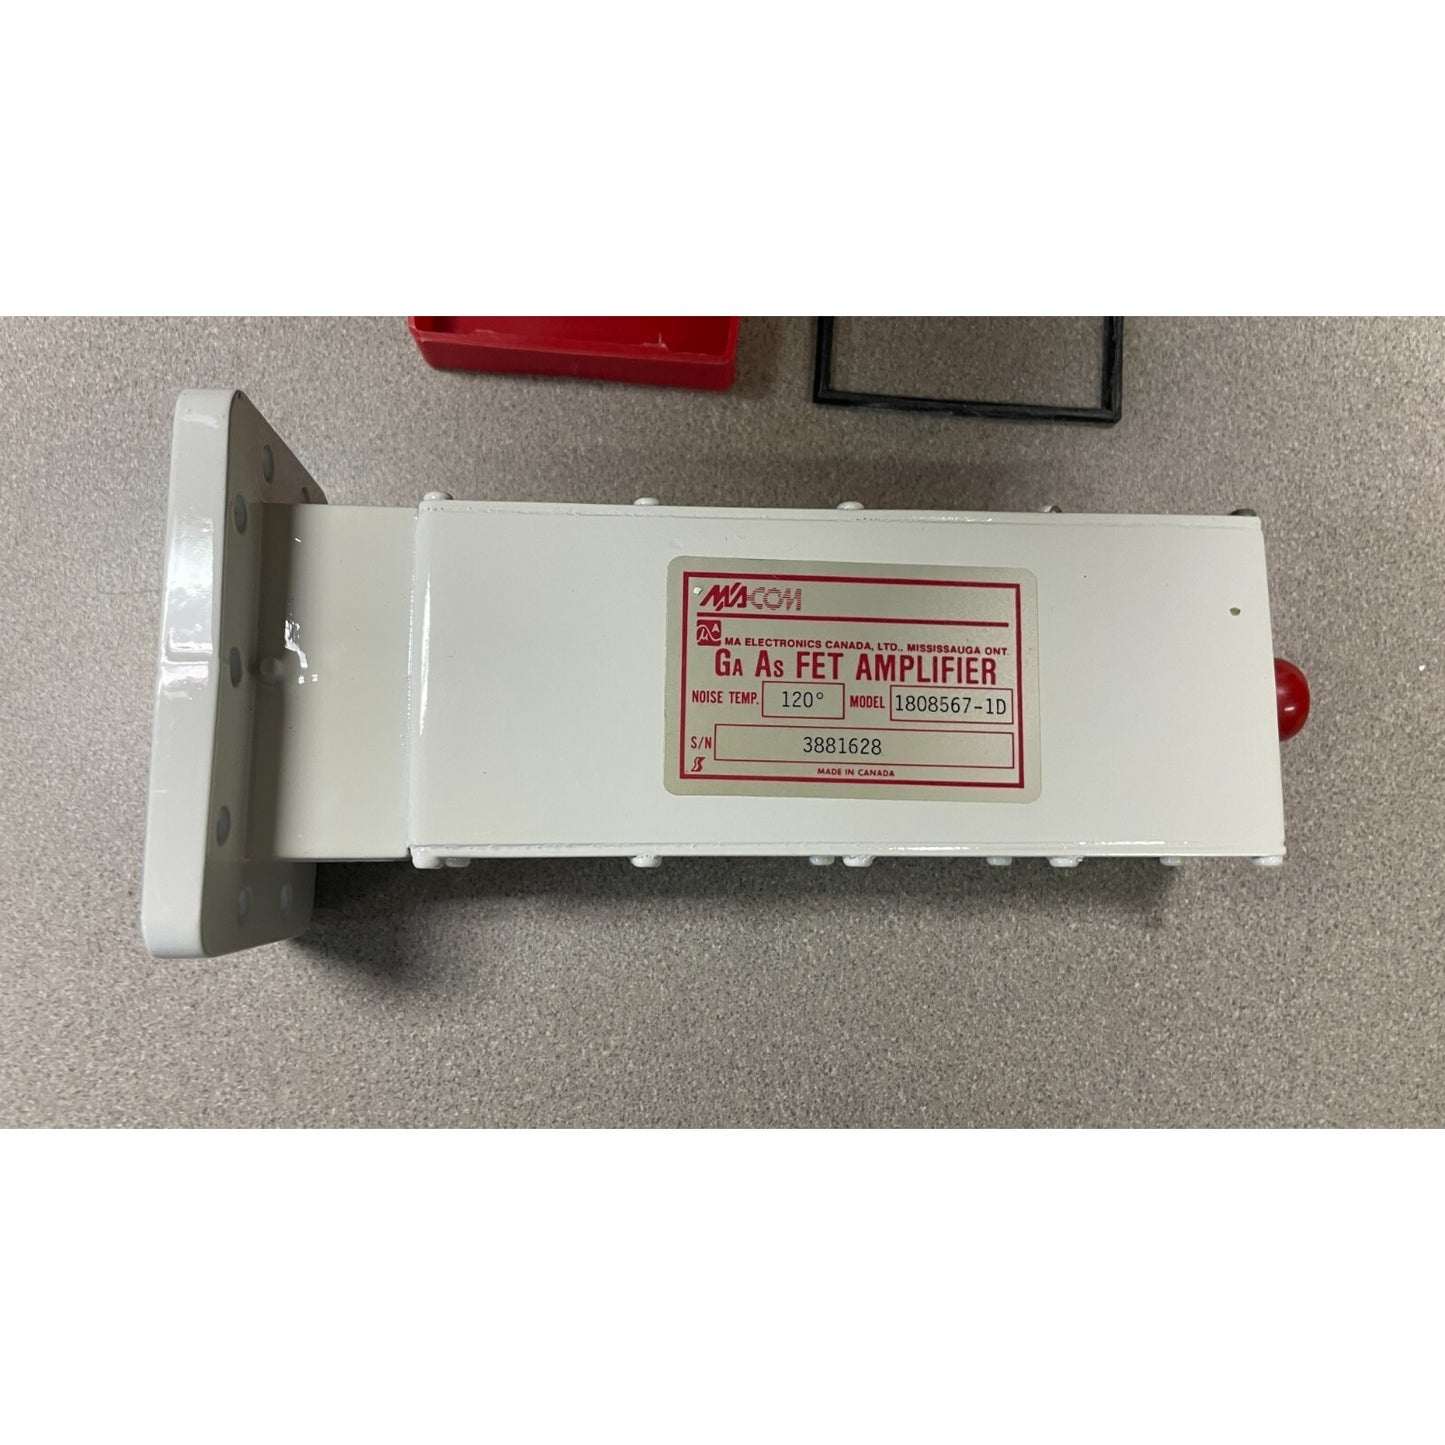 M/A-COM
MA ELECTRONICS CANADA, LTD., MISSISSAUGA ONT.
GA AS FET AMPLIFIER
NOISE TEMP. 120° MODEL 1808567-1D
S/N 3881628
MADE IN CANADA